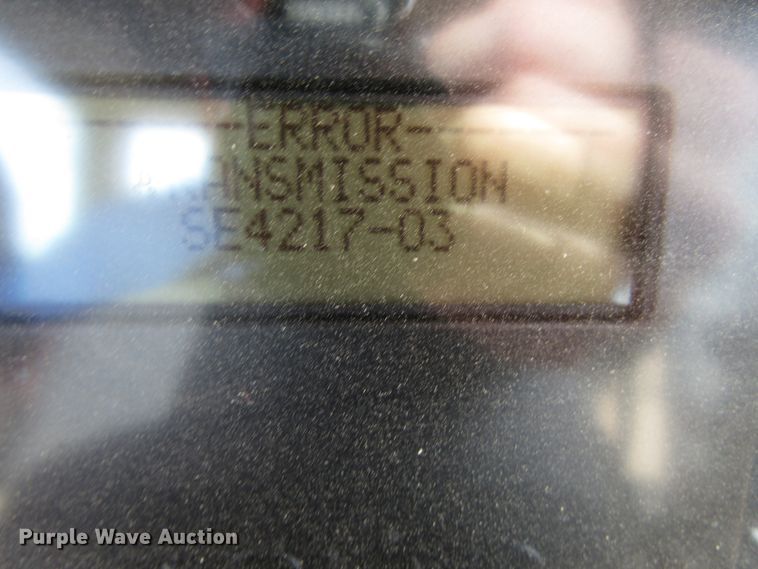 -ERROR-
TRANSMISSION
SE4217-03
Purple Wave Auction